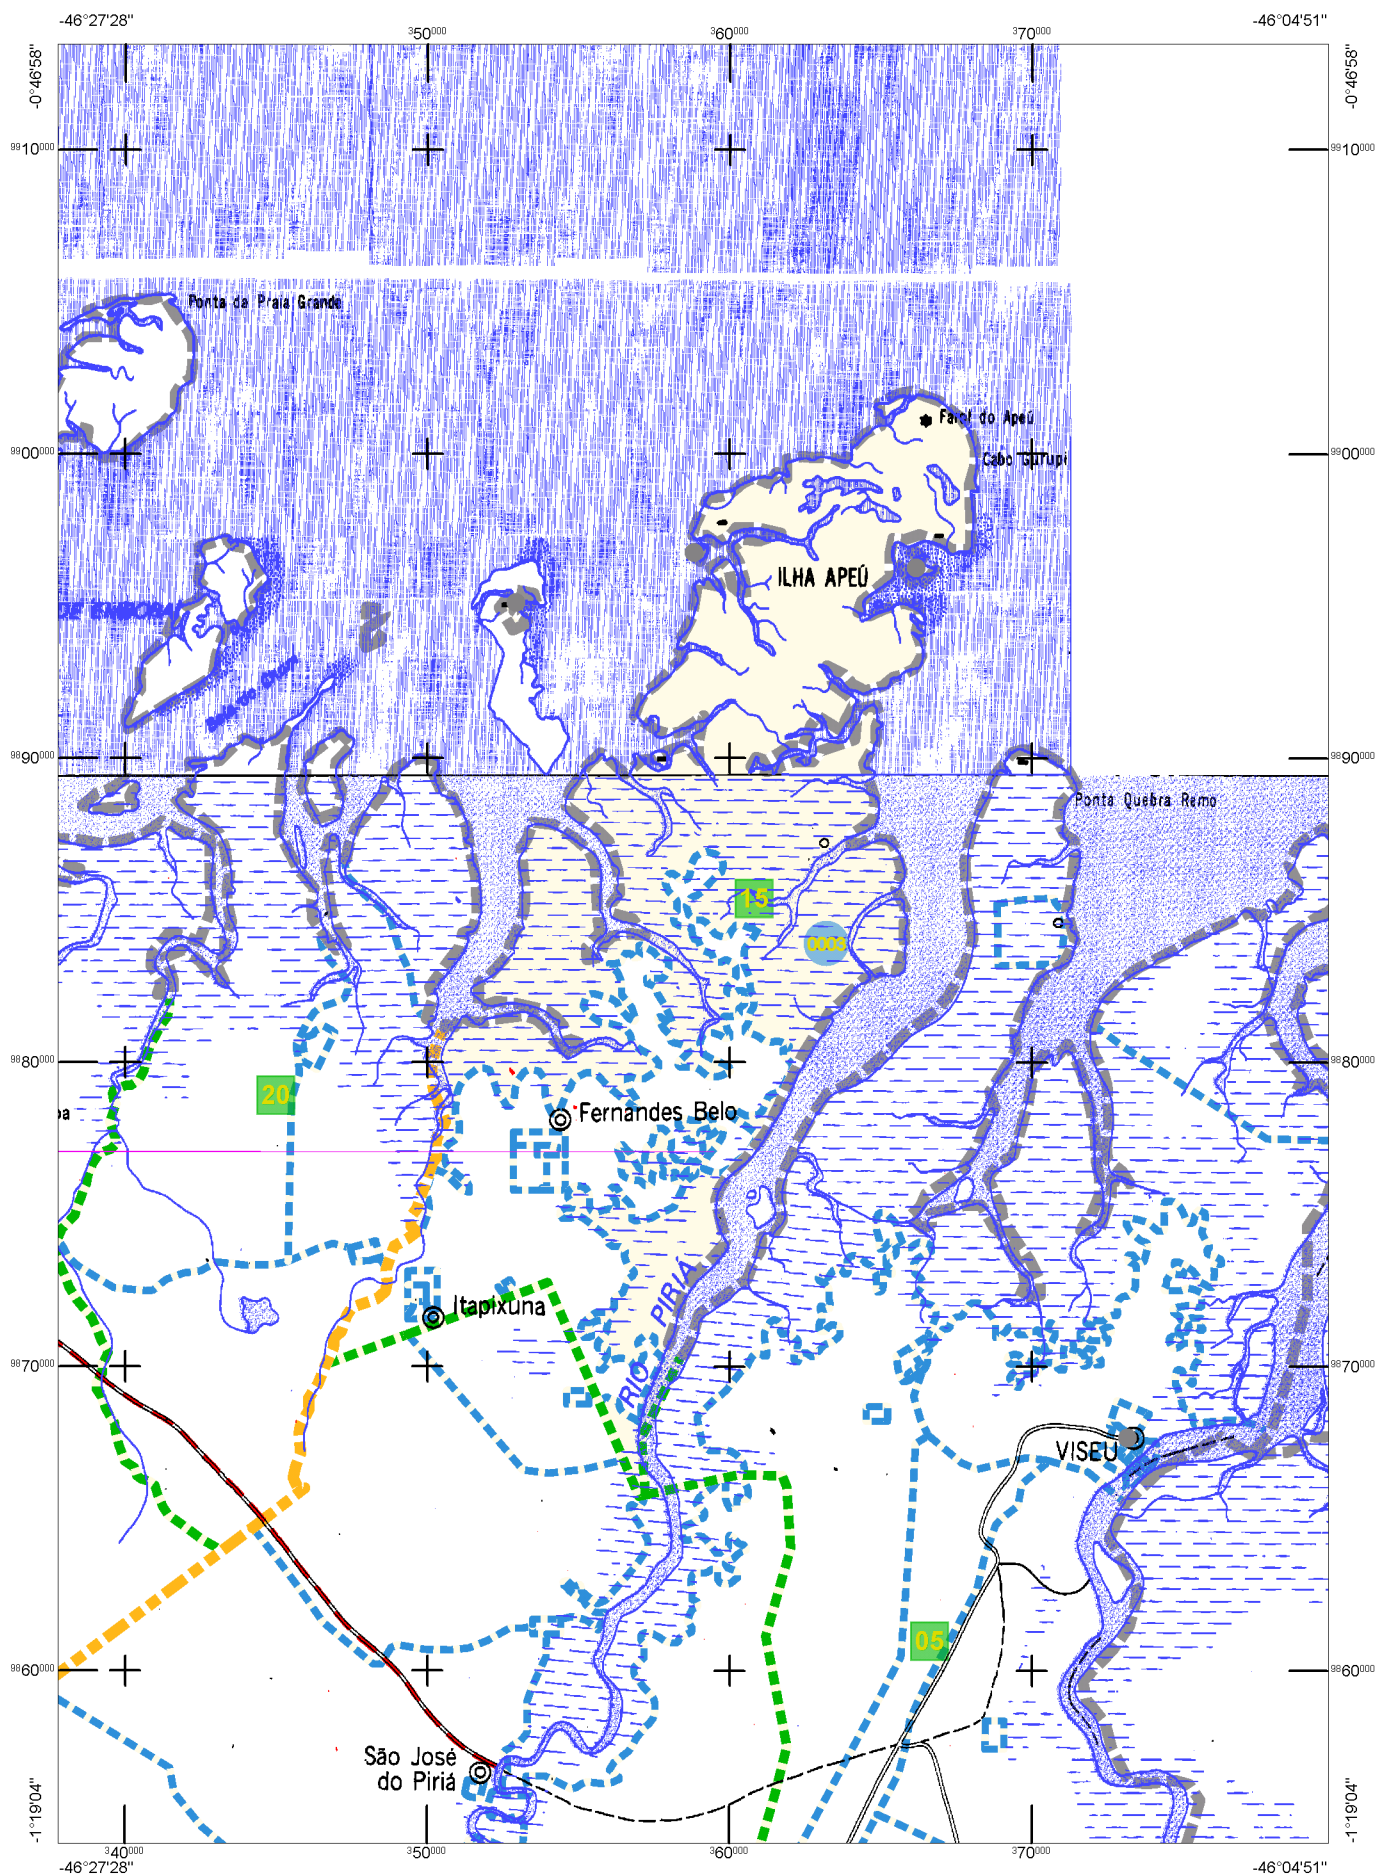 -46°27'28"
-46°04'51"
350000
360000
370000
-0°46'58"
-0°46'58"
9910000
9910000
Ponta da Praia Grande
Farol do Apeú
9900000
9900000
Cabo Gurupi
ILHA APEÚ
9890000
9890000
Ponta Quebra Remo
15
0003
9880000
9880000
20
Fernandes Belo
RIO PIRIÁ
Itapixuna
9870000
9870000
VISEU
05
9860000
9860000
São José
do Piriá
-1°19'04"
-1°19'04"
340000
350000
360000
370000
-46°27'28"
-46°04'51"